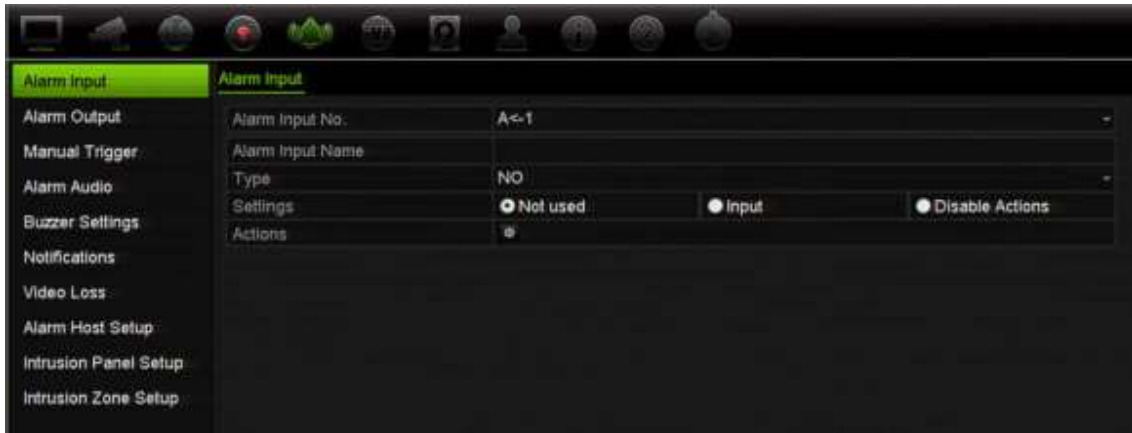 Alarm Input
Alarm Output
Manual Trigger
Alarm Audio
Buzzer Settings
Notifications
Video Loss
Alarm Host Setup
Intrusion Panel Setup
Intrusion Zone Setup
Alarm Input
Alarm Input No. A<-1
Alarm Input Name
Type NO
Settings Not used Input Disable Actions
Actions